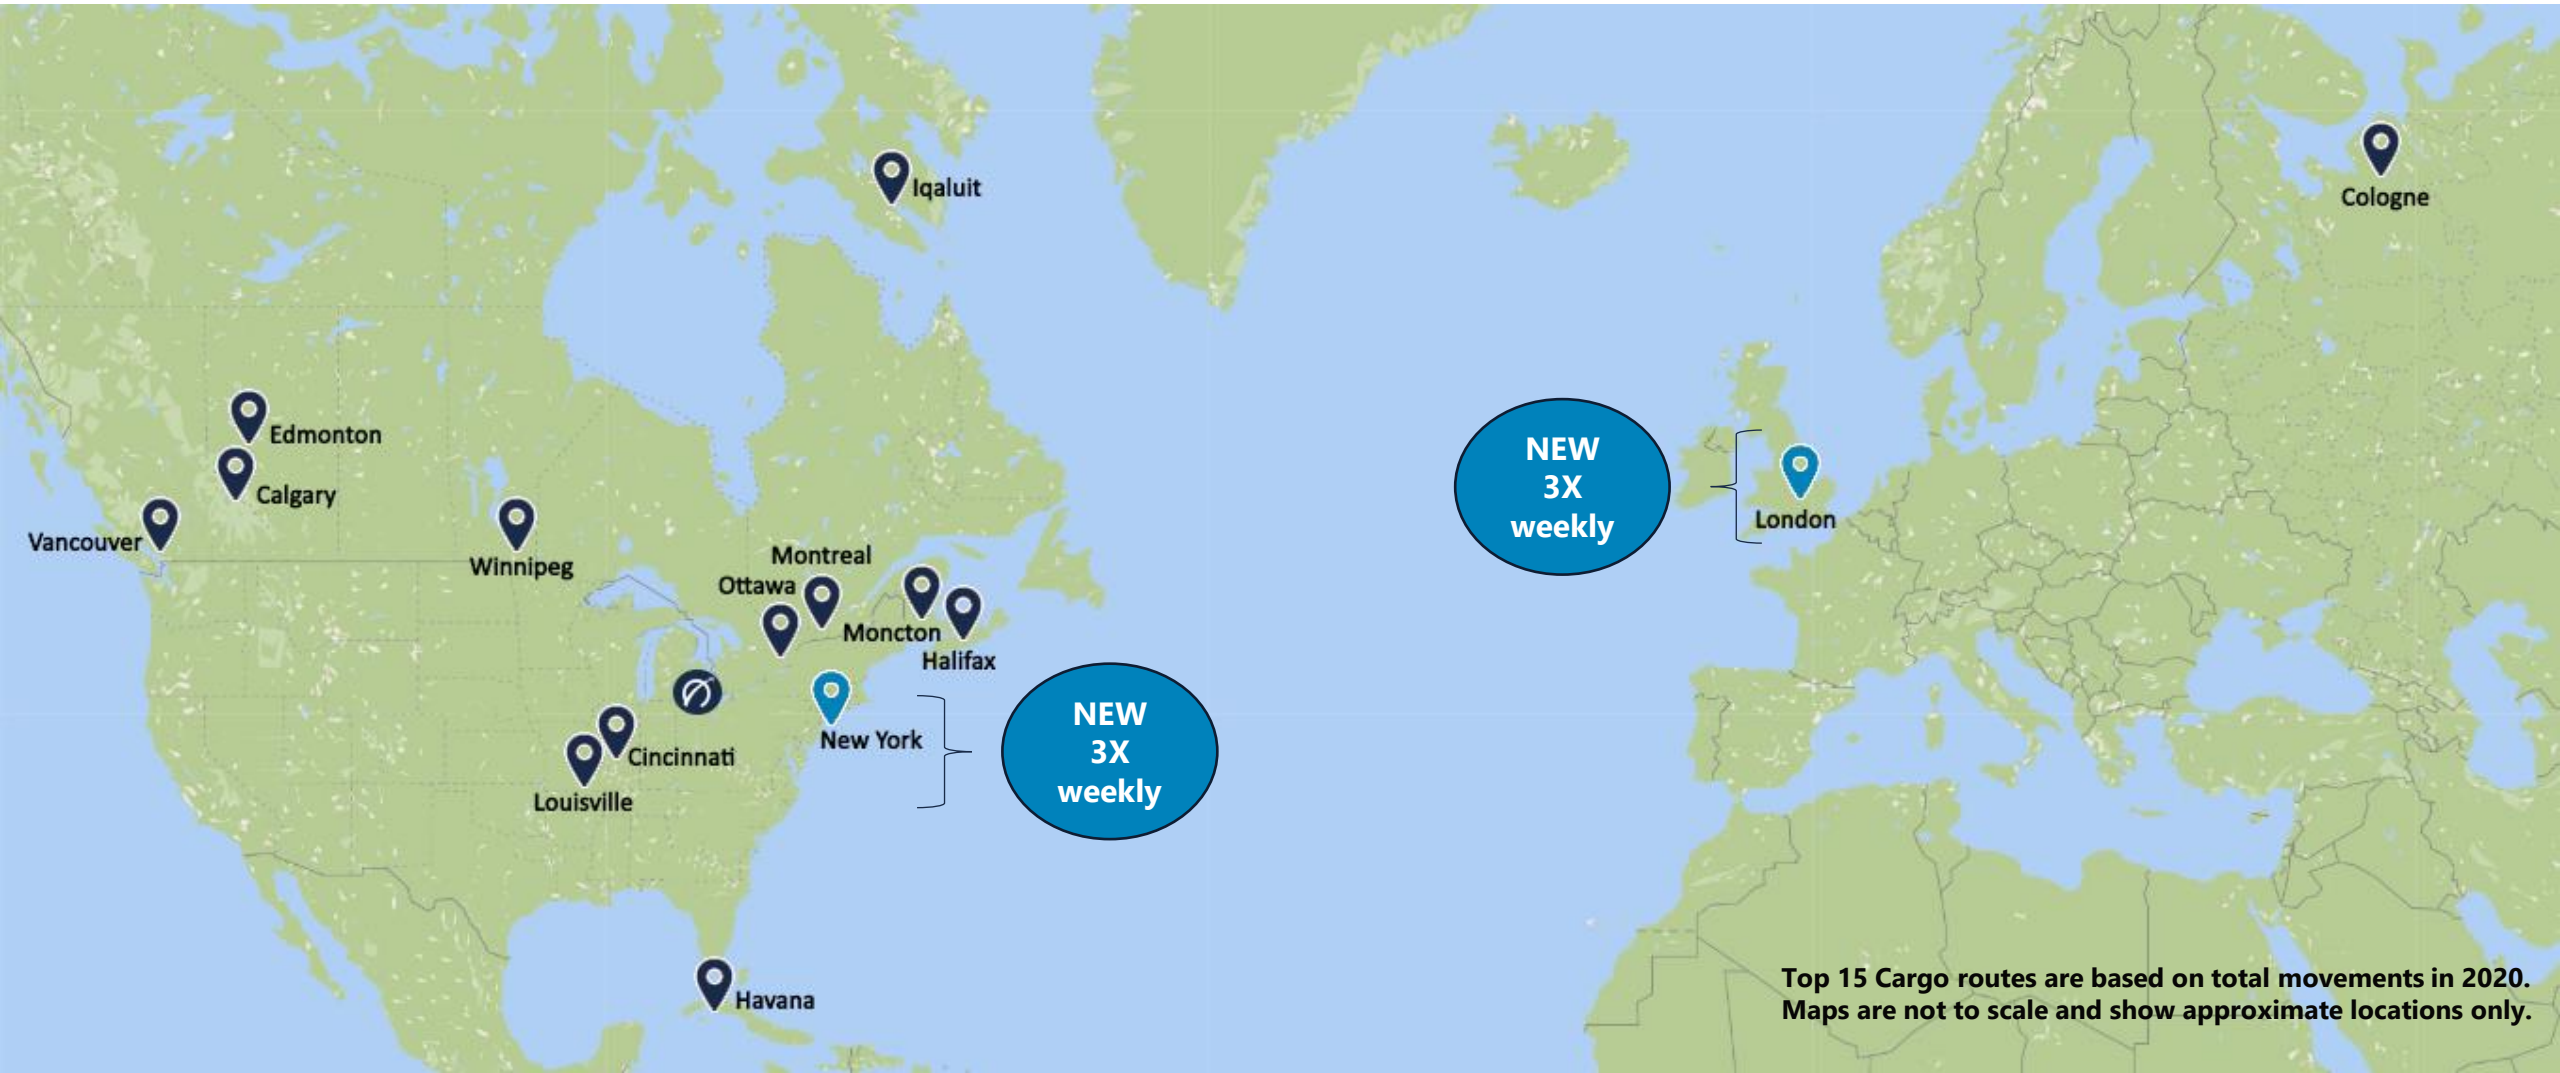 Iqaluit
Cologne
Edmonton
Calgary
Vancouver
Winnipeg
Montreal
Ottawa
Moncton
Halifax
NEW
3X
weekly
London
New York
NEW
3X
weekly
Cincinnati
Louisville
Havana
Top 15 Cargo routes are based on total movements in 2020.
Maps are not to scale and show approximate locations only.